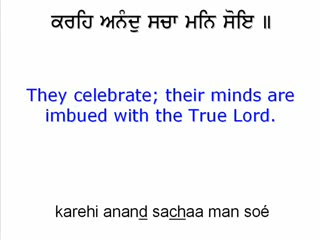 ਕਰਹਿ ਅਨੰਦੁ ਸਚਾ ਮਨਿ ਸੋਇ ॥
They celebrate; their minds are
imbued with the True Lord.
karehi anand sachaa man soé